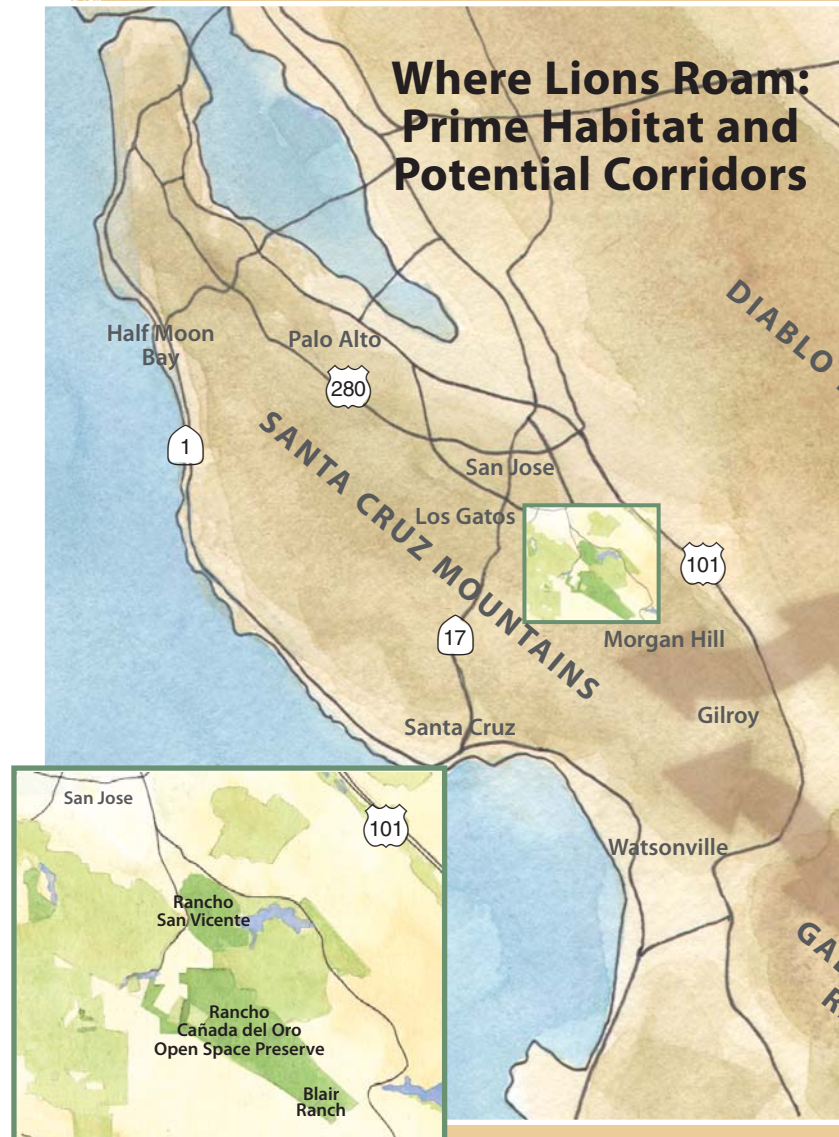 Where Lions Roam:
Prime Habitat and
Potential Corridors
DIABLO
Half Moon
Bay
Palo Alto
280
1
SANTA CRUZ MOUNTAINS
San Jose
Los Gatos
101
17
Morgan Hill
Gilroy
Santa Cruz
Watsonville
San Jose
101
Rancho
San Vicente
Rancho
Cañada del Oro
Open Space Preserve
Blair
Ranch